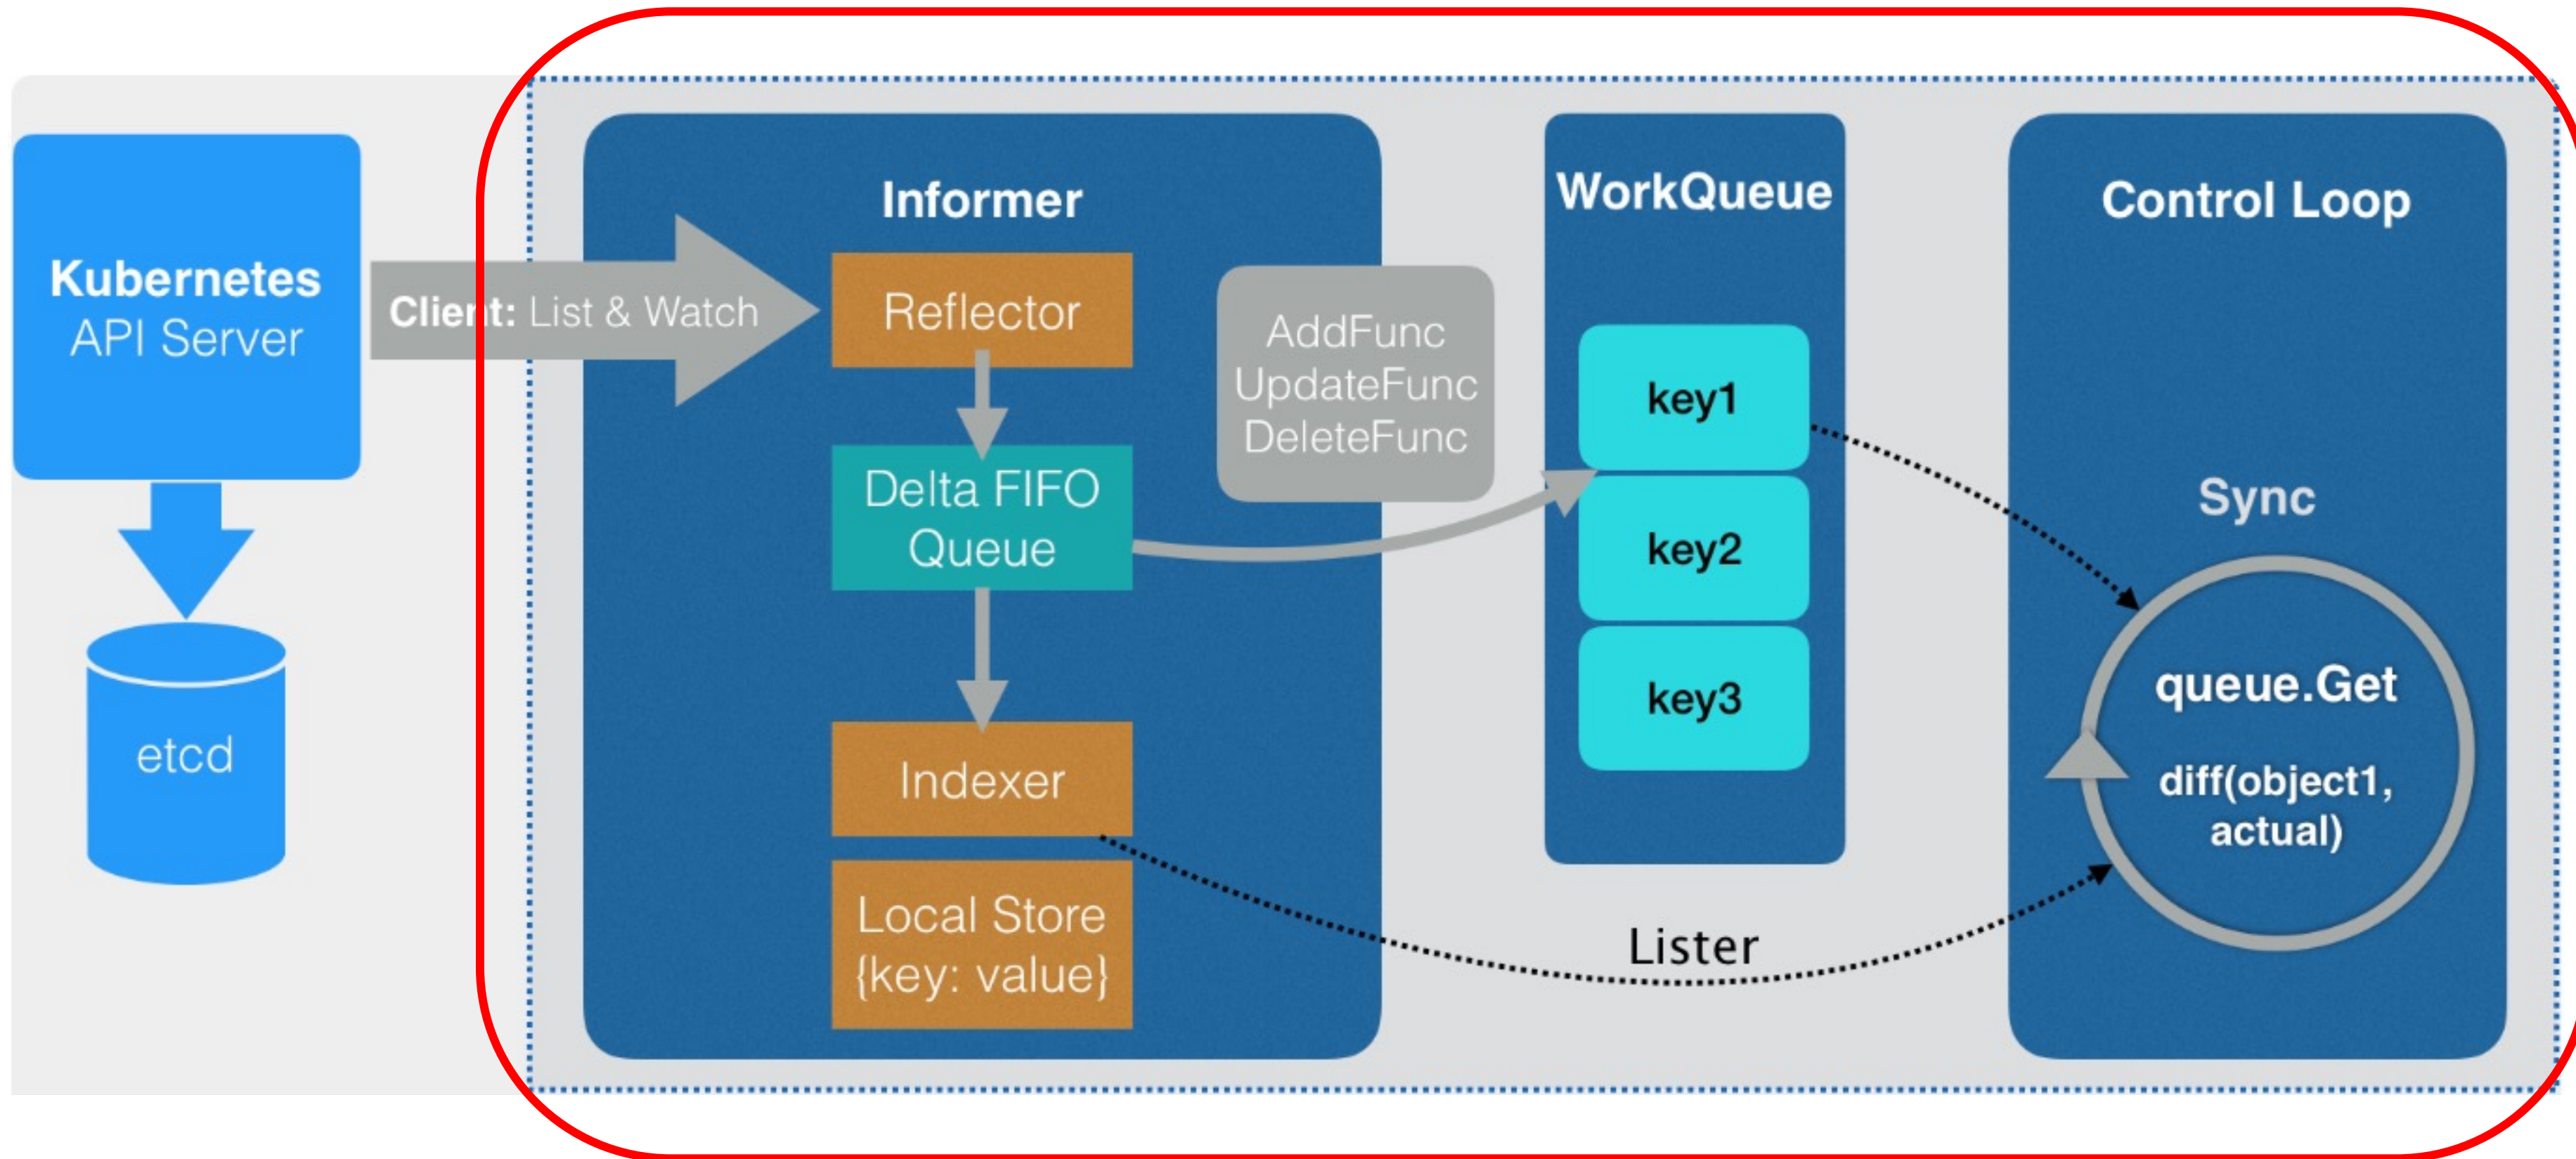 Kubernetes
API Server
etcd
Client: List & Watch
Informer
Reflector
Delta FIFO
Queue
Indexer
Local Store
{key: value}
AddFunc
UpdateFunc
DeleteFunc
WorkQueue
key1
key2
key3
Lister
Control Loop
Sync
queue.Get
diff(object1,
actual)